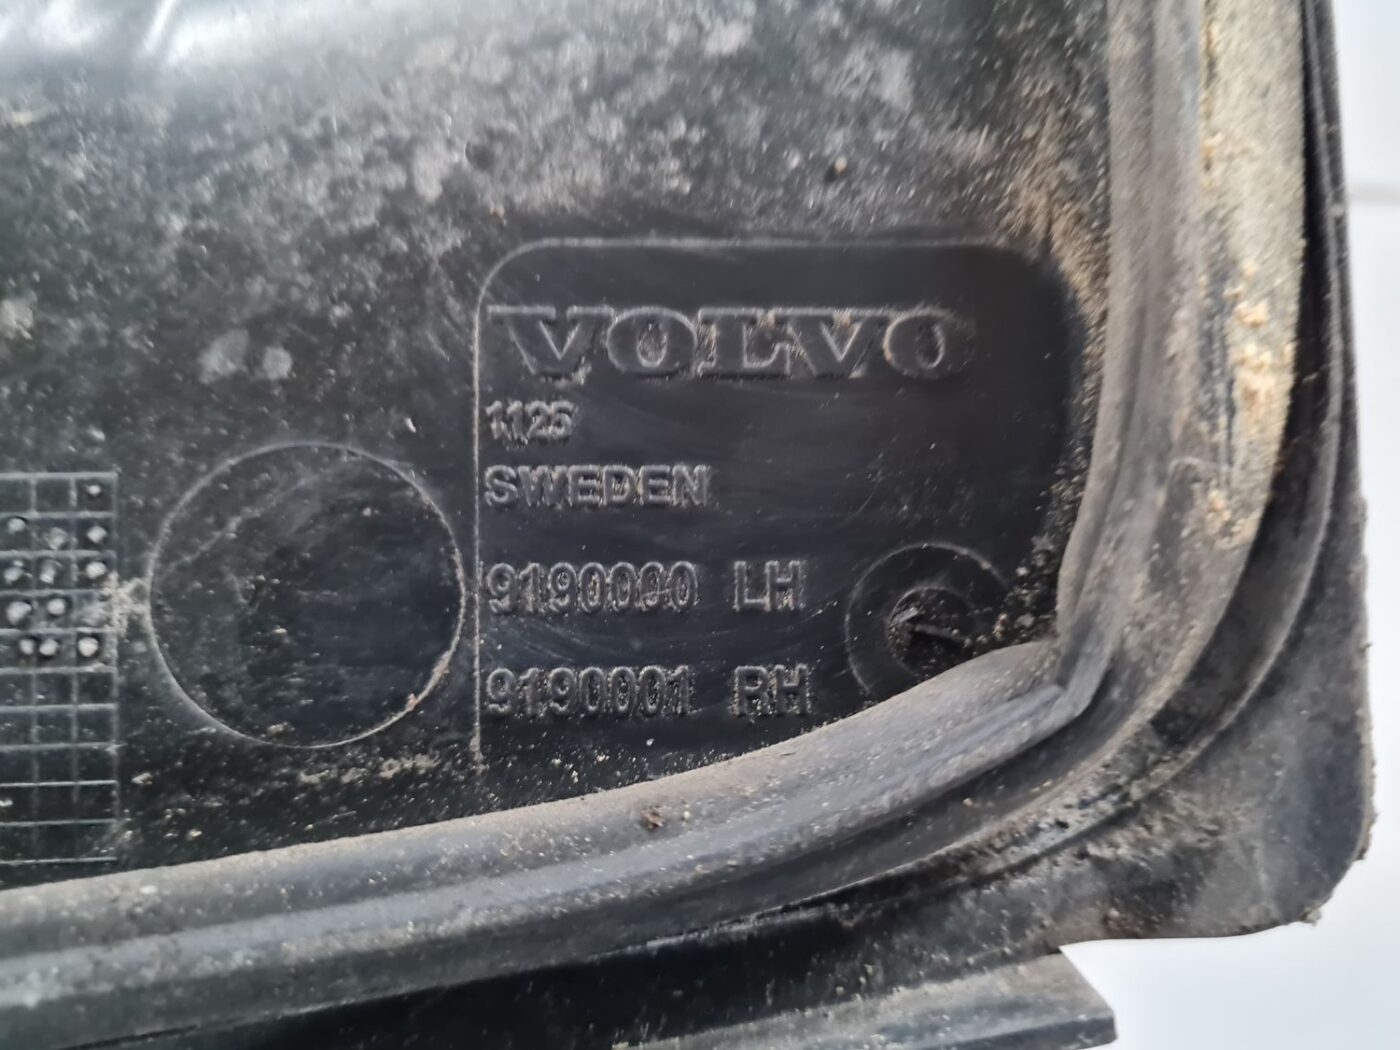 VOLVO
1125
SWEDEN
9190000 LH
9190001 RH